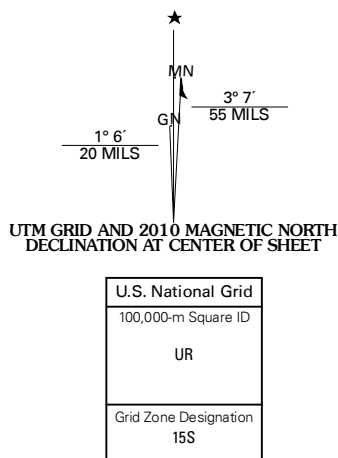 ★
MN
3° 7´
55 MILS
GN
1° 6´
20 MILS
UTM GRID AND 2010 MAGNETIC NORTH
DECLINATION AT CENTER OF SHEET
U.S. National Grid
100,000-m Square ID
UR
Grid Zone Designation
15S